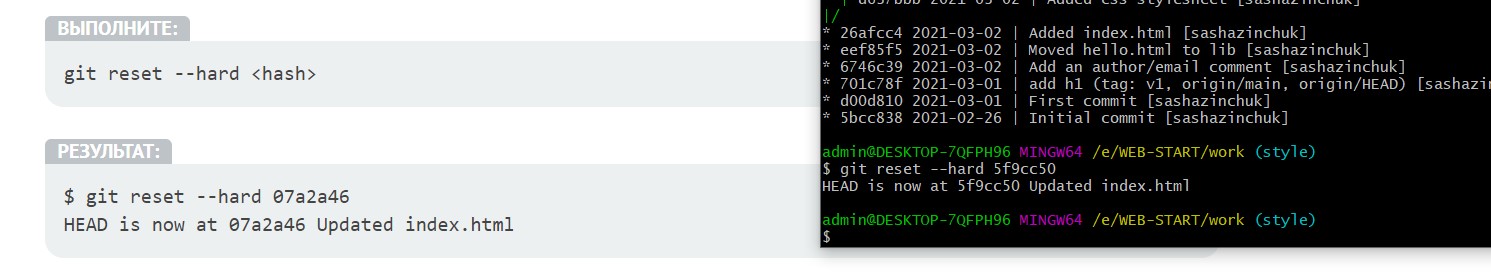 ВЫПОЛНИТЕ:
git reset --hard <hash>
РЕЗУЛЬТАТ:
$ git reset --hard 07a2a46
HEAD is now at 07a2a46 Updated index.html
| Added css stylesheet [sashazinchuk]
|/
* 26afcc4 2021-03-02 | Added index.html [sashazinchuk]
* eef85f5 2021-03-02 | Moved hello.html to lib [sashazinchuk]
* 6746c39 2021-03-02 | Add an author/email comment [sashazinchuk]
* 701c78f 2021-03-01 | add h1 (tag: v1, origin/main, origin/HEAD) [sashazin
* d00d810 2021-03-01 | First commit [sashazinchuk]
* 5bcc838 2021-02-26 | Initial commit [sashazinchuk]
admin@DESKTOP-7QFPH96 MINGW64 /e/WEB-START/work (style)
$ git reset --hard 5f9cc50
HEAD is now at 5f9cc50 Updated index.html
admin@DESKTOP-7QFPH96 MINGW64 /e/WEB-START/work (style)
$